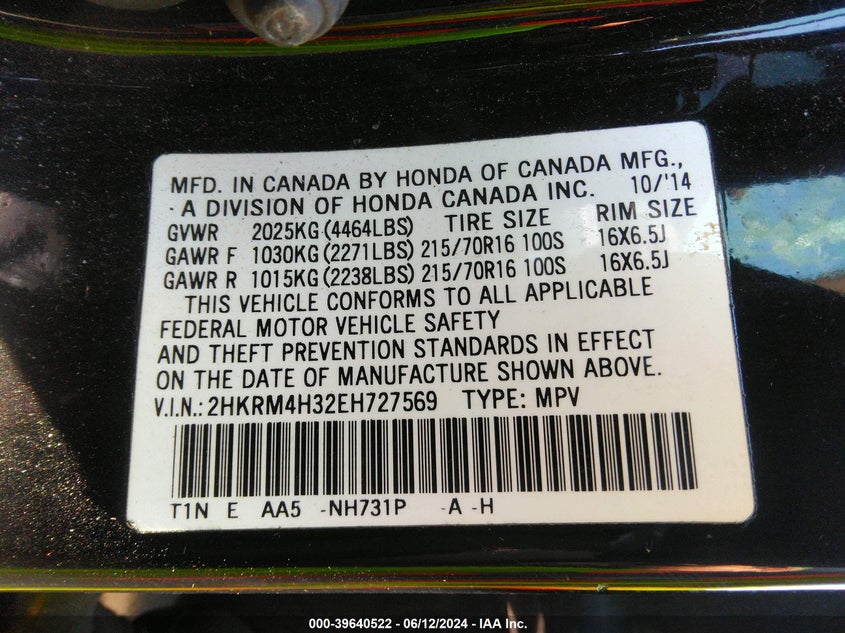 MFD. IN CANADA BY HONDA OF CANADA MFG.,
A DIVISION OF HONDA CANADA INC. 10/'14
GVWR 2025KG (4464LBS) TIRE SIZE RIM SIZE
GAWR F 1030KG (2271LBS) 215/70R16 100S 16X6.5J
GAWR R 1015KG (2238LBS) 215/70R16 100S 16X6.5J
THIS VEHICLE CONFORMS TO ALL APPLICABLE
FEDERAL MOTOR VEHICLE SAFETY
AND THEFT PREVENTION STANDARDS IN EFFECT
ON THE DATE OF MANUFACTURE SHOWN ABOVE.
V.I.N.: 2HKRM4H32EH727569 TYPE: MPV
T1N E AA5 -NH731P -A -H
000-39640522 - 06/12/2024 - IAA Inc.